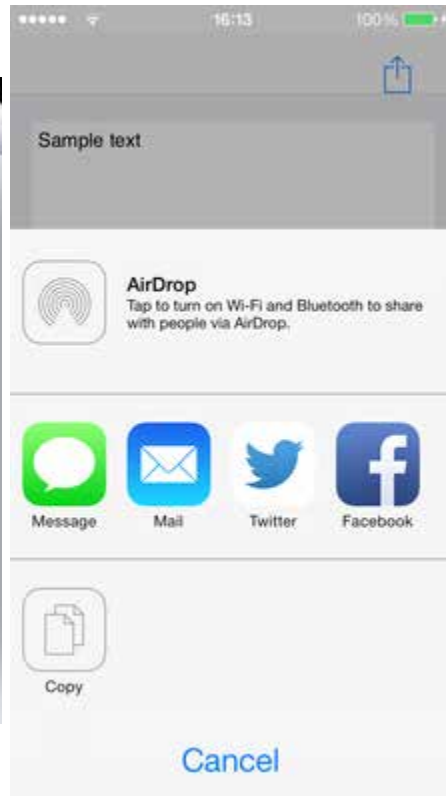 16:13 100%
Sample text
AirDrop
Tap to turn on Wi-Fi and Bluetooth to share
with people via AirDrop.
Message Mail Twitter Facebook
Copy
Cancel